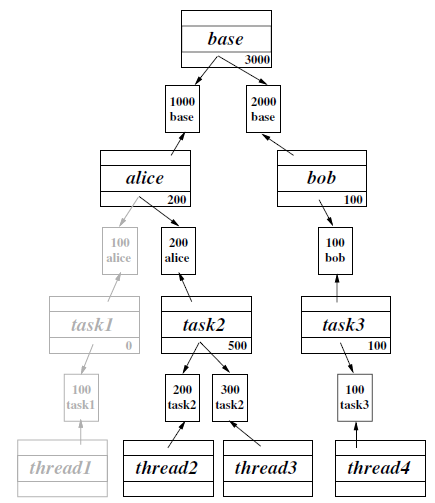 base
3000
1000
base
2000
base
alice
200
bob
100
100
alice
200
alice
100
bob
task1
0
task2
500
task3
100
100
task1
200
task2
300
task2
100
task3
thread1
thread2
thread3
thread4